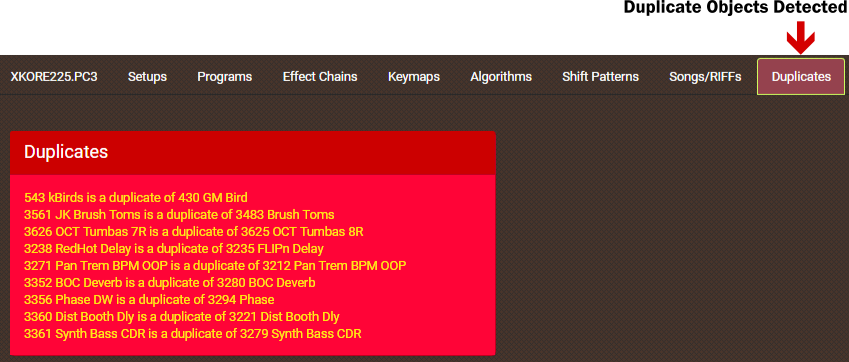 Duplicate Objects Detected
XKORE225.PC3 Setups Programs Effect Chains Keymaps Algorithms Shift Patterns Songs/RIFFs Duplicates
Duplicates
543 kBirds is a duplicate of 430 GM Bird
3561 JK Brush Toms is a duplicate of 3483 Brush Toms
3626 OCT Tumbas 7R is a duplicate of 3625 OCT Tumbas 8R
3238 RedHot Delay is a duplicate of 3235 FLIPn Delay
3271 Pan Trem BPM OOP is a duplicate of 3212 Pan Trem BPM OOP
3352 BOC Deverb is a duplicate of 3280 BOC Deverb
3356 Phase DW is a duplicate of 3294 Phase
3360 Dist Booth Dly is a duplicate of 3221 Dist Booth Dly
3361 Synth Bass CDR is a duplicate of 3279 Synth Bass CDR